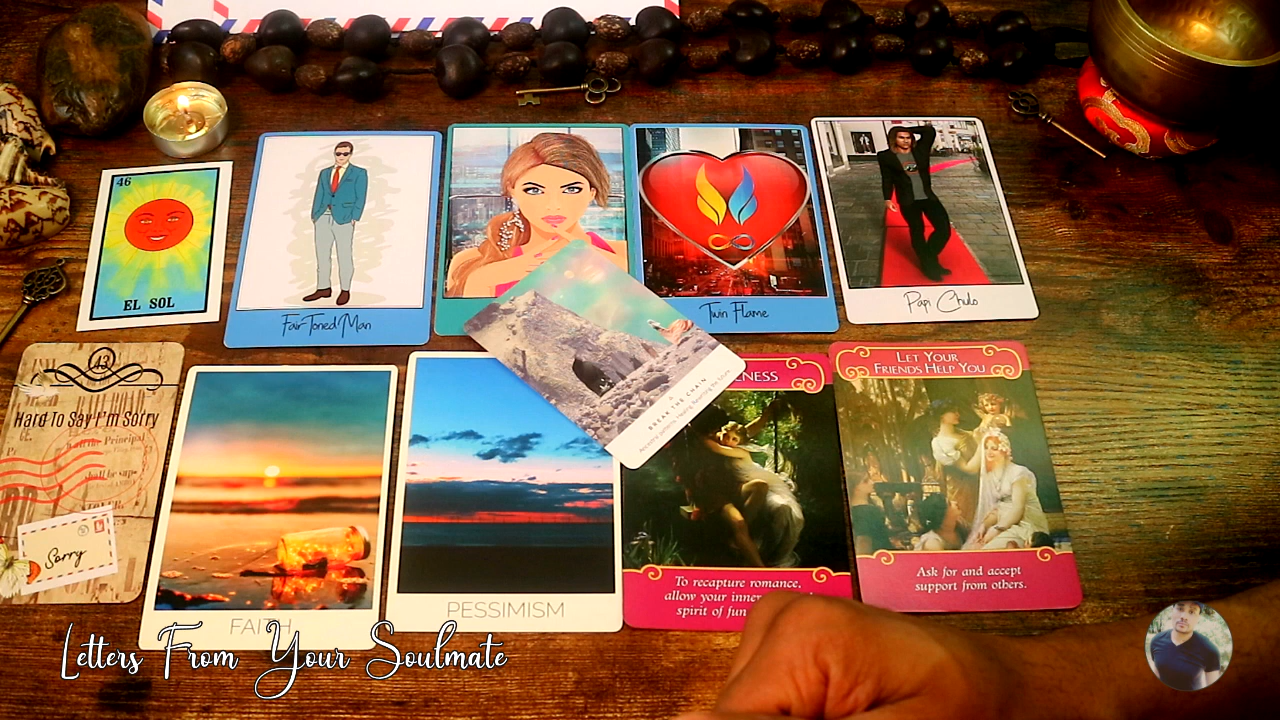 46
EL SOL
Fair Toned Man
Twin Flame
Papi Chulo
43
Hard To Say I'm Sorry
Sorry
FAITH
PESSIMISM
BREAK THE CHAIN
To recapture romance,
allow your inner
spirit of fun
LET YOUR
FRIENDS HELP YOU
Ask for and accept
support from others.
Letters From Your Soulmate